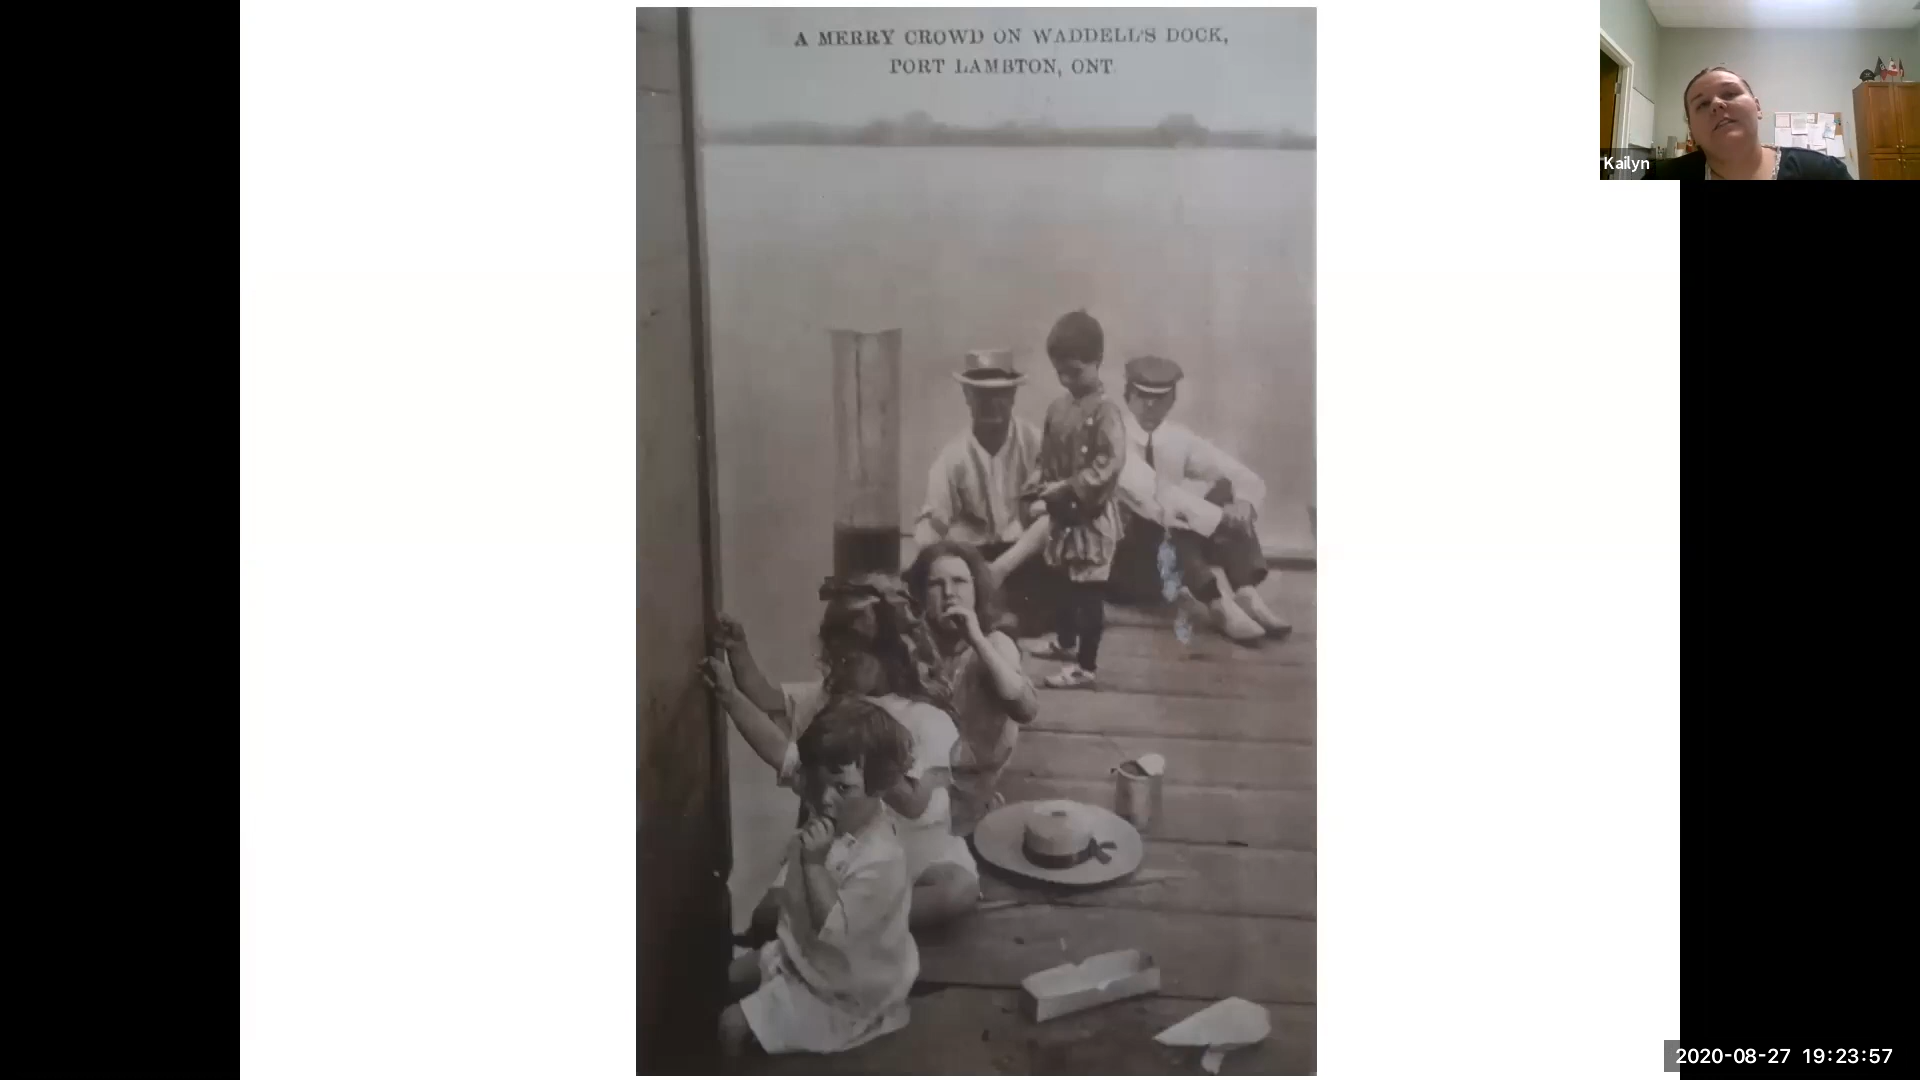 A MERRY CROWD ON WADDELL'S DOCK,
PORT LAMBTON, ONT.
Kailyn
2020-08-27 19:23:57